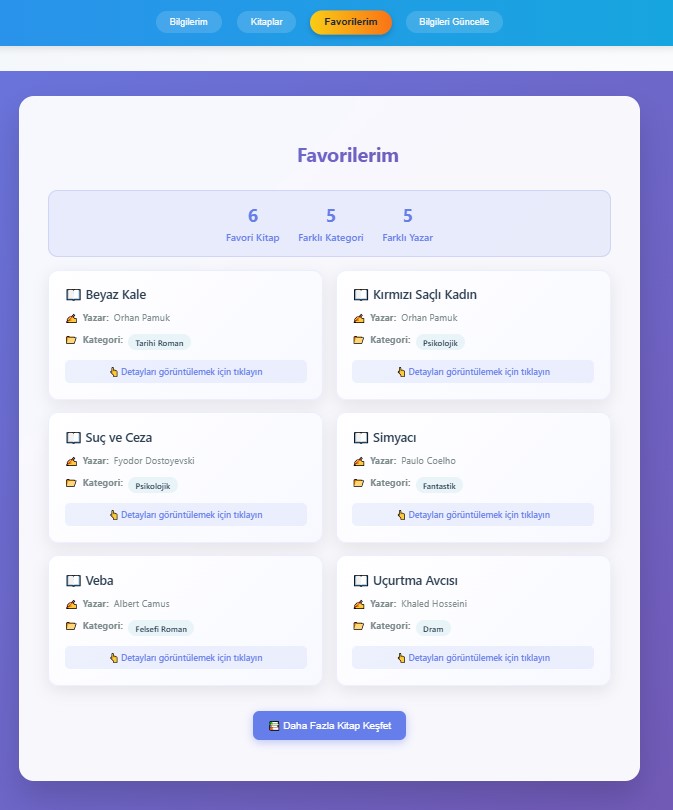 Bilgilerim Kitaplar Favorilerim Bilgileri Güncelle
Favorilerim
6 5 5
Favori Kitap Farklı Kategori Farklı Yazar
Beyaz Kale
Yazar: Orhan Pamuk
Kategori: Tarihi Roman
Detayları görüntülemek için tıklayın
Kırmızı Saçlı Kadın
Yazar: Orhan Pamuk
Kategori: Psikolojik
Detayları görüntülemek için tıklayın
Suç ve Ceza
Yazar: Fyodor Dostoyevski
Kategori: Psikolojik
Detayları görüntülemek için tıklayın
Simyacı
Yazar: Paulo Coelho
Kategori: Fantastik
Detayları görüntülemek için tıklayın
Veba
Yazar: Albert Camus
Kategori: Felsefi Roman
Detayları görüntülemek için tıklayın
Uçurtma Avcısı
Yazar: Khaled Hosseini
Kategori: Dram
Detayları görüntülemek için tıklayın
Daha Fazla Kitap Keşfet